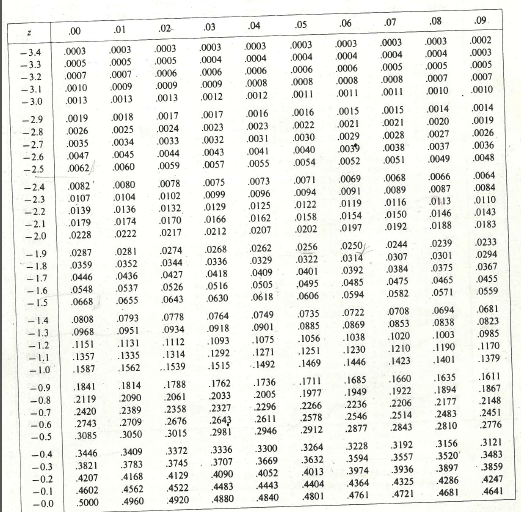 z .00 .01 .02 .03 .04 .05 .06 .07 .08 .09
−3.4 .0003 .0003 .0003 .0003 .0003 .0003 .0003 .0003 .0003 .0002
−3.3 .0005 .0005 .0005 .0004 .0004 .0004 .0004 .0004 .0004 .0003
−3.2 .0007 .0007 .0006 .0006 .0006 .0006 .0006 .0005 .0005 .0005
−3.1 .0010 .0009 .0009 .0009 .0008 .0008 .0008 .0008 .0007 .0007
−3.0 .0013 .0013 .0013 .0012 .0012 .0011 .0011 .0011 .0010 .0010
−2.9 .0019 .0018 .0017 .0017 .0016 .0016 .0015 .0015 .0014 .0014
−2.8 .0026 .0025 .0024 .0023 .0023 .0022 .0021 .0021 .0020 .0019
−2.7 .0035 .0034 .0033 .0032 .0031 .0030 .0029 .0028 .0027 .0026
−2.6 .0047 .0045 .0044 .0043 .0041 .0040 .0039 .0038 .0037 .0036
−2.5 .0062 .0060 .0059 .0057 .0055 .0054 .0052 .0051 .0049 .0048
−2.4 .0082 .0080 .0078 .0075 .0073 .0071 .0069 .0068 .0066 .0064
−2.3 .0107 .0104 .0102 .0099 .0096 .0094 .0091 .0089 .0087 .0084
−2.2 .0139 .0136 .0132 .0129 .0125 .0122 .0119 .0116 .0113 .0110
−2.1 .0179 .0174 .0170 .0166 .0162 .0158 .0154 .0150 .0146 .0143
−2.0 .0228 .0222 .0217 .0212 .0207 .0202 .0197 .0192 .0188 .0183
−1.9 .0287 .0281 .0274 .0268 .0262 .0256 .0250 .0244 .0239 .0233
−1.8 .0359 .0352 .0344 .0336 .0329 .0322 .0314 .0307 .0301 .0294
−1.7 .0446 .0436 .0427 .0418 .0409 .0401 .0392 .0384 .0375 .0367
−1.6 .0548 .0537 .0526 .0516 .0505 .0495 .0485 .0475 .0465 .0455
−1.5 .0668 .0655 .0643 .0630 .0618 .0606 .0594 .0582 .0571 .0559
−1.4 .0808 .0793 .0778 .0764 .0749 .0735 .0722 .0708 .0694 .0681
−1.3 .0968 .0951 .0934 .0918 .0901 .0885 .0869 .0853 .0838 .0823
−1.2 .1151 .1131 .1112 .1093 .1075 .1056 .1038 .1020 .1003 .0985
−1.1 .1357 .1335 .1314 .1292 .1271 .1251 .1230 .1210 .1190 .1170
−1.0 .1587 .1562 .1539 .1515 .1492 .1469 .1446 .1423 .1401 .1379
−0.9 .1841 .1814 .1788 .1762 .1736 .1711 .1685 .1660 .1635 .1611
−0.8 .2119 .2090 .2061 .2033 .2005 .1977 .1949 .1922 .1894 .1867
−0.7 .2420 .2389 .2358 .2327 .2296 .2266 .2236 .2206 .2177 .2148
−0.6 .2743 .2709 .2676 .2643 .2611 .2578 .2546 .2514 .2483 .2451
−0.5 .3085 .3050 .3015 .2981 .2946 .2912 .2877 .2843 .2810 .2776
−0.4 .3446 .3409 .3372 .3336 .3300 .3264 .3228 .3192 .3156 .3121
−0.3 .3821 .3783 .3745 .3707 .3669 .3632 .3594 .3557 .3520 .3483
−0.2 .4207 .4168 .4129 .4090 .4052 .4013 .3974 .3936 .3897 .3859
−0.1 .4602 .4562 .4522 .4483 .4443 .4404 .4364 .4325 .4286 .4247
−0.0 .5000 .4960 .4920 .4880 .4840 .4801 .4761 .4721 .4681 .4641